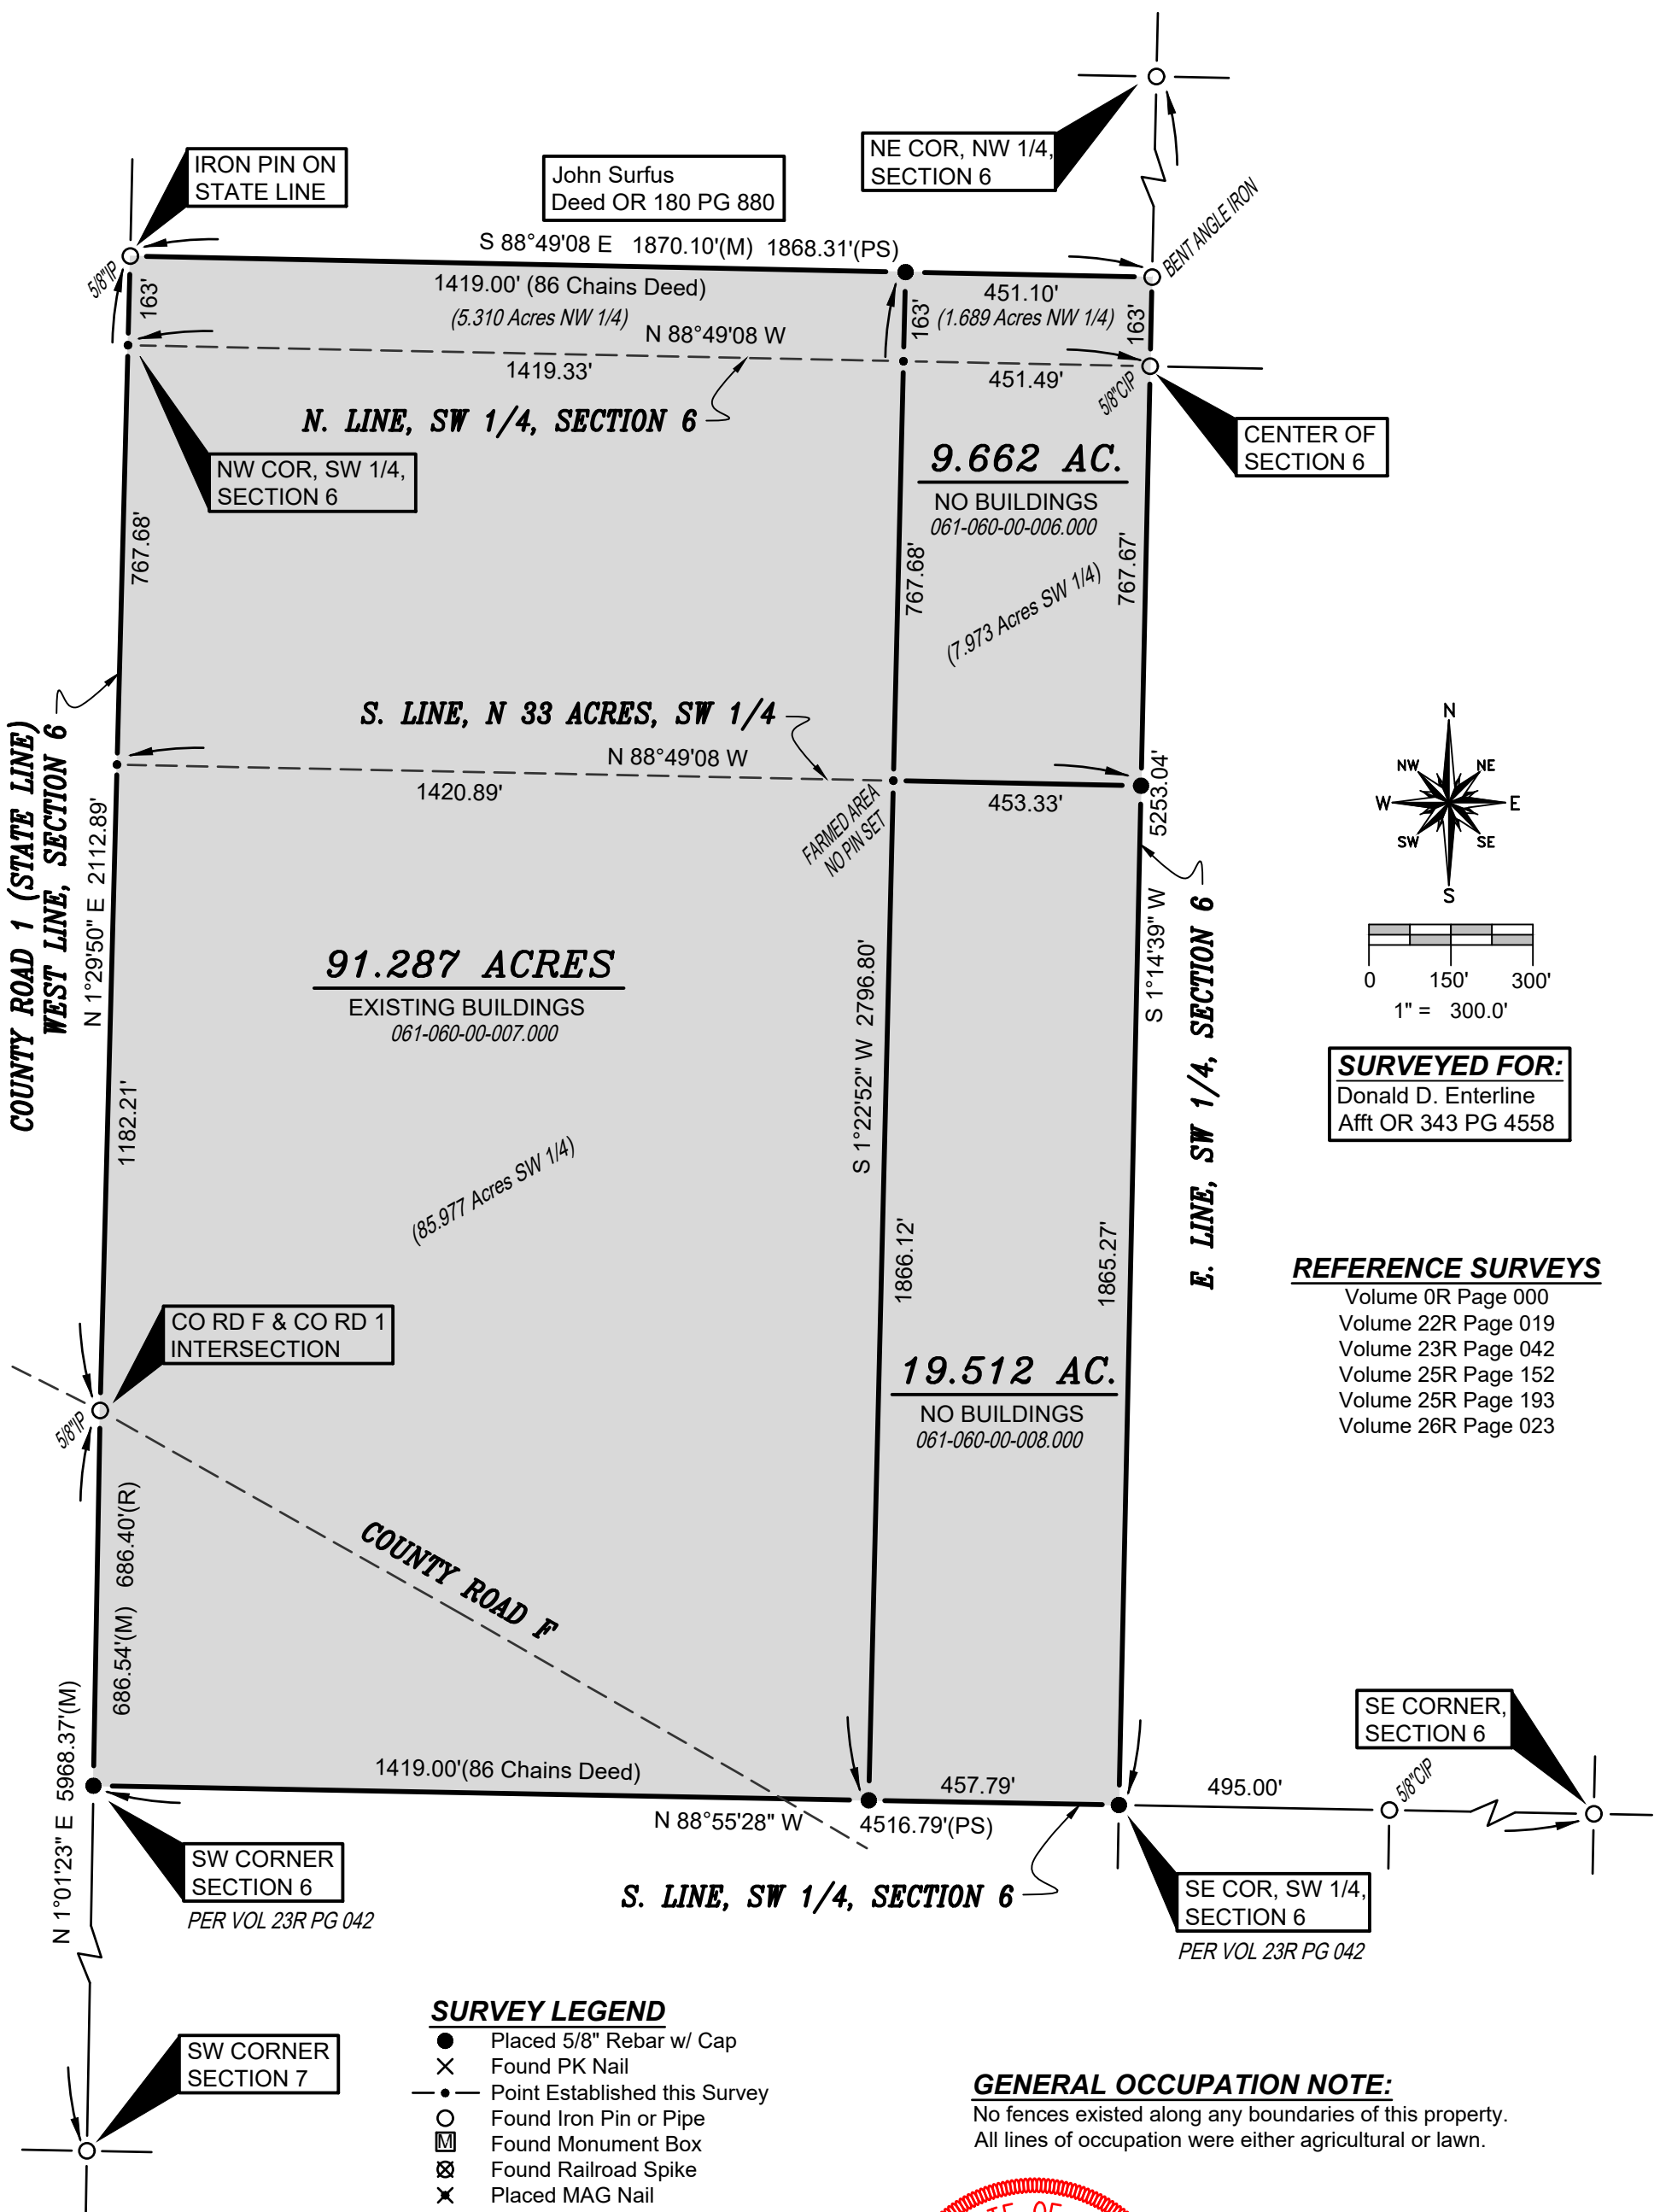 NE COR, NW 1/4,
SECTION 6
IRON PIN ON
STATE LINE
John Surfus
Deed OR 180 PG 880
BENT ANGLE IRON
S 88°49'08 E 1870.10'(M) 1868.31'(PS)
5/8"IP
163'
1419.00' (86 Chains Deed)
(5.310 Acres NW 1/4)
N 88°49'08 W
163'
451.10'
(1.689 Acres NW 1/4)
163'
1419.33'
451.49'
5/8"CIP
N. LINE, SW 1/4, SECTION 6
CENTER OF
SECTION 6
NW COR, SW 1/4,
SECTION 6
9.662 AC.
NO BUILDINGS
061-060-00-006.000
767.68'
767.68'
767.67'
(7.973 Acres SW 1/4)
S. LINE, N 33 ACRES, SW 1/4
N 88°49'08 W
1420.89'
453.33'
FARMED AREA
NO PIN SET
5253.04'
S 1°14'39" W
E. LINE, SW 1/4, SECTION 6
COUNTY ROAD 1 (STATE LINE)
WEST LINE, SECTION 6
N 1°29'50" E 2112.89'
N
NW
NE
W
E
SW
SE
S
0 150' 300'
1" = 300.0'
91.287 ACRES
EXISTING BUILDINGS
061-060-00-007.000
S 1°22'52" W 2796.80'
SURVEYED FOR:
Donald D. Enterline
Afft OR 343 PG 4558
1182.21'
(85.977 Acres SW 1/4)
1866.12'
1865.27'
REFERENCE SURVEYS
Volume 0R Page 000
Volume 22R Page 019
Volume 23R Page 042
Volume 25R Page 152
Volume 25R Page 193
Volume 26R Page 023
CO RD F & CO RD 1
INTERSECTION
5/8"IP
19.512 AC.
NO BUILDINGS
061-060-00-008.000
686.54'(M) 686.40'(R)
COUNTY ROAD F
N 1°01'23" E 5968.37'(M)
SE CORNER,
SECTION 6
1419.00'(86 Chains Deed)
457.79'
495.00'
5/8"CIP
N 88°55'28" W
4516.79'(PS)
SW CORNER
SECTION 6
PER VOL 23R PG 042
S. LINE, SW 1/4, SECTION 6
SE COR, SW 1/4,
SECTION 6
PER VOL 23R PG 042
SW CORNER
SECTION 7
SURVEY LEGEND
Placed 5/8" Rebar w/ Cap
Found PK Nail
Point Established this Survey
Found Iron Pin or Pipe
M Found Monument Box
Found Railroad Spike
Placed MAG Nail
GENERAL OCCUPATION NOTE:
No fences existed along any boundaries of this property.
All lines of occupation were either agricultural or lawn.
OF